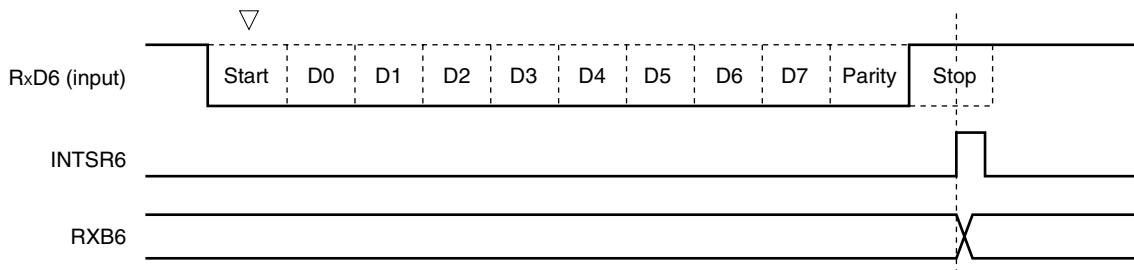 RxD6 (input) Start D0 D1 D2 D3 D4 D5 D6 D7 Parity Stop
INTSR6
RXB6